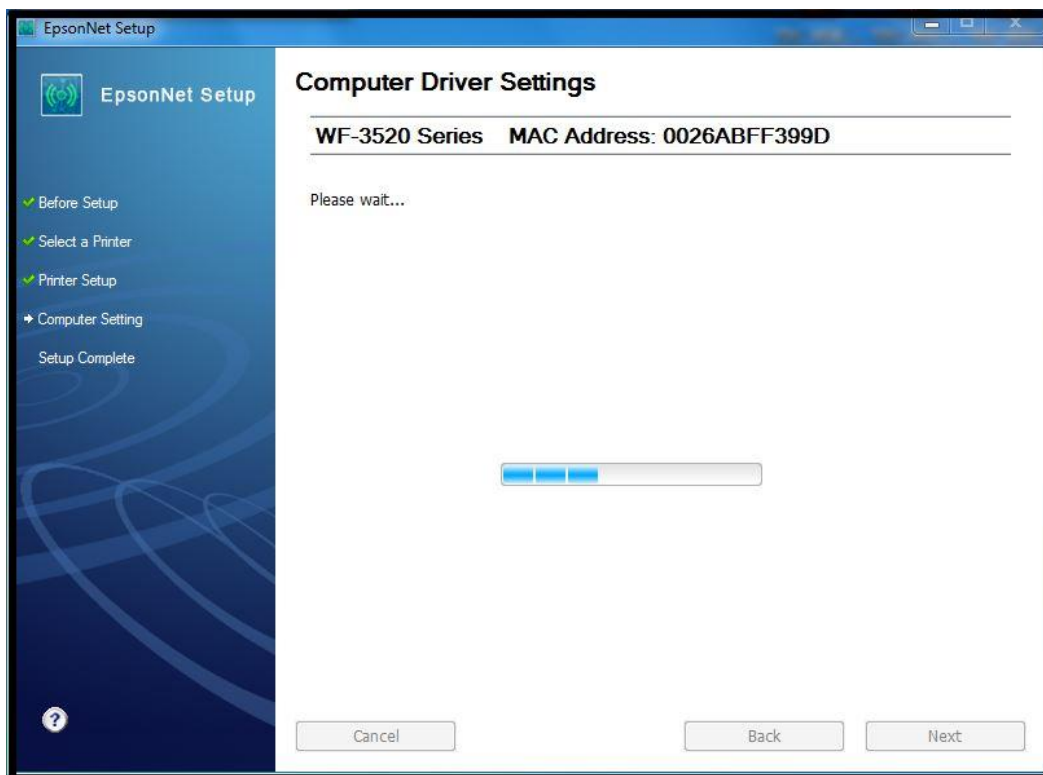 EpsonNet Setup
EpsonNet Setup
Computer Driver Settings
WF-3520 Series MAC Address: 0026ABFF399D
Before Setup
Select a Printer
Printer Setup
Computer Setting
Setup Complete
Please wait...
?
Cancel
Back
Next